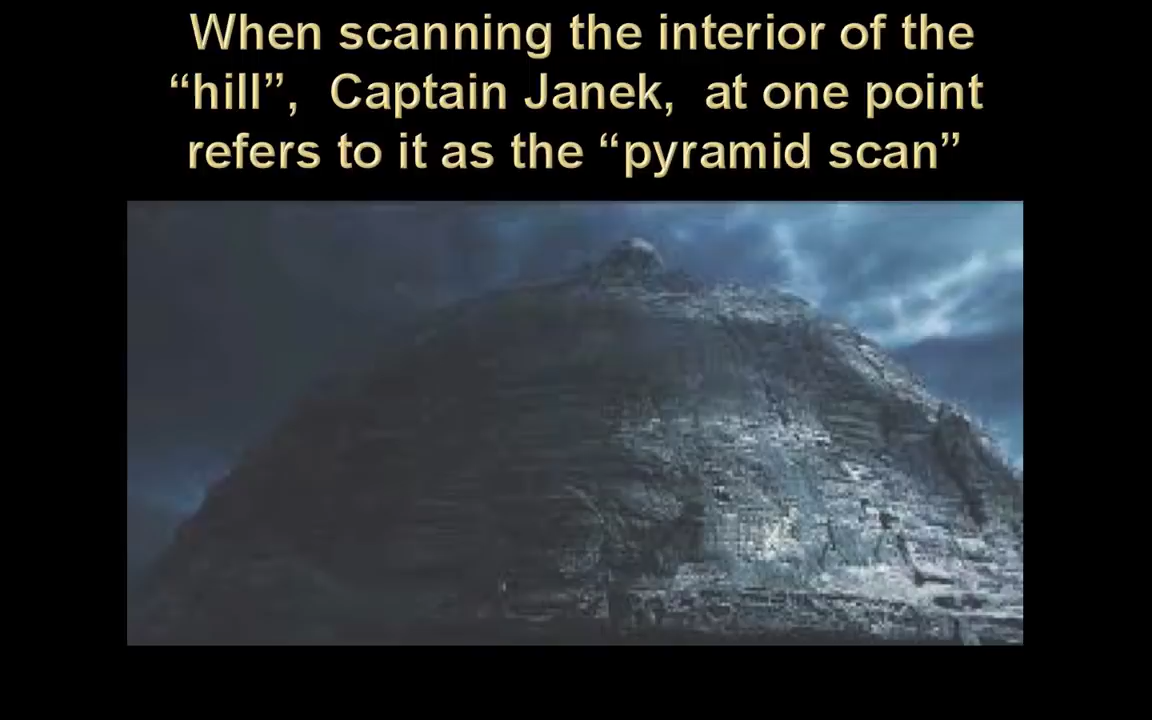 When scanning the interior of the
“hill”, Captain Janek, at one point
refers to it as the “pyramid scan”